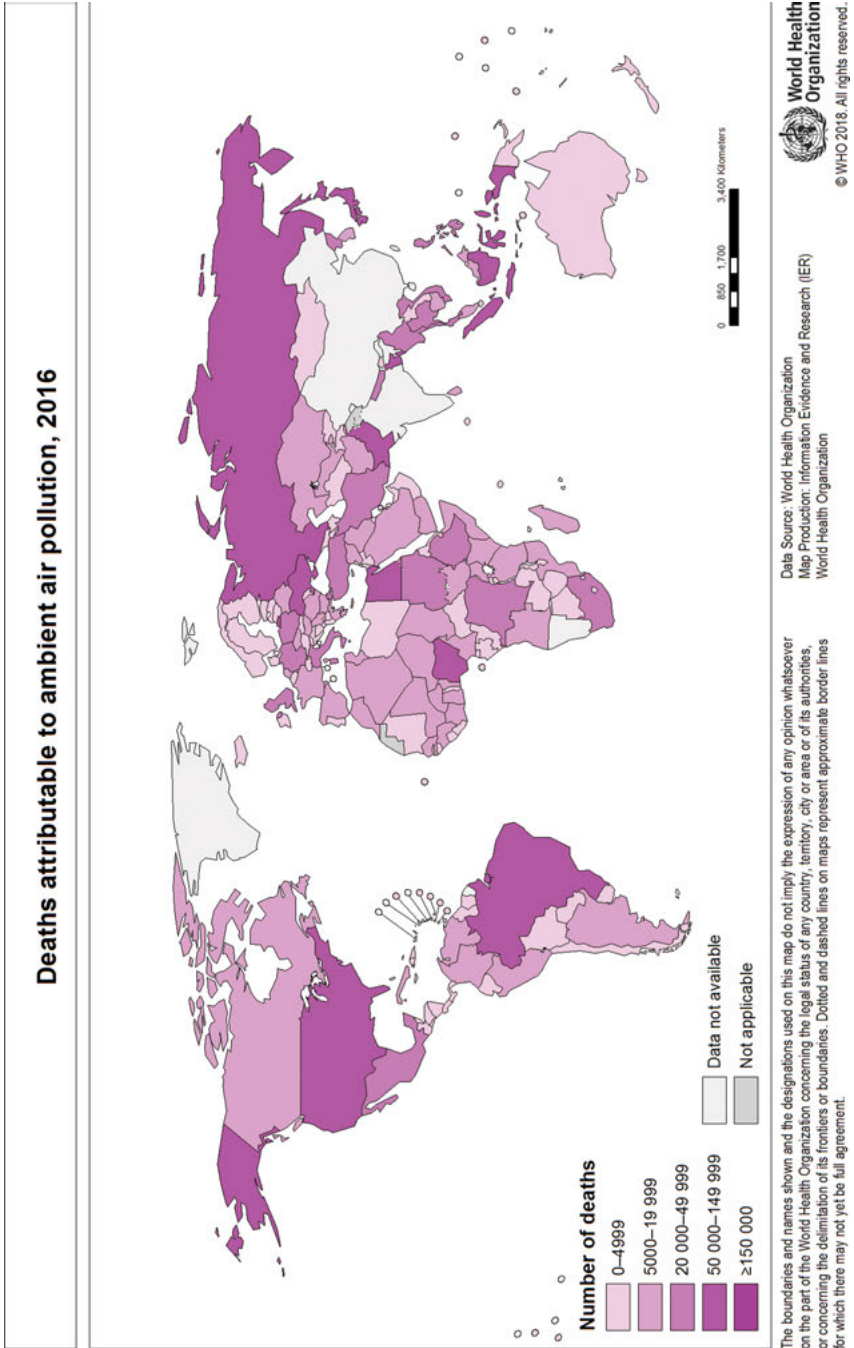 Deaths attributable to ambient air pollution, 2016
Number of deaths
0–4999
5000–19 999
20 000–49 999
50 000–149 999
≥150 000
Data not available
Not applicable
0 850 1,700 3,400 Kilometers
The boundaries and names shown and the designations used on this map do not imply the expression of any opinion whatsoever
on the part of the World Health Organization concerning the legal status of any country, territory, city or area or of its authorities,
or concerning the delimitation of its frontiers or boundaries. Dotted and dashed lines on maps represent approximate border lines
for which there may not yet be full agreement.
Data Source: World Health Organization
Map Production: Information Evidence and Research (IER)
World Health Organization
World Health
Organization
© WHO 2018. All rights reserved.